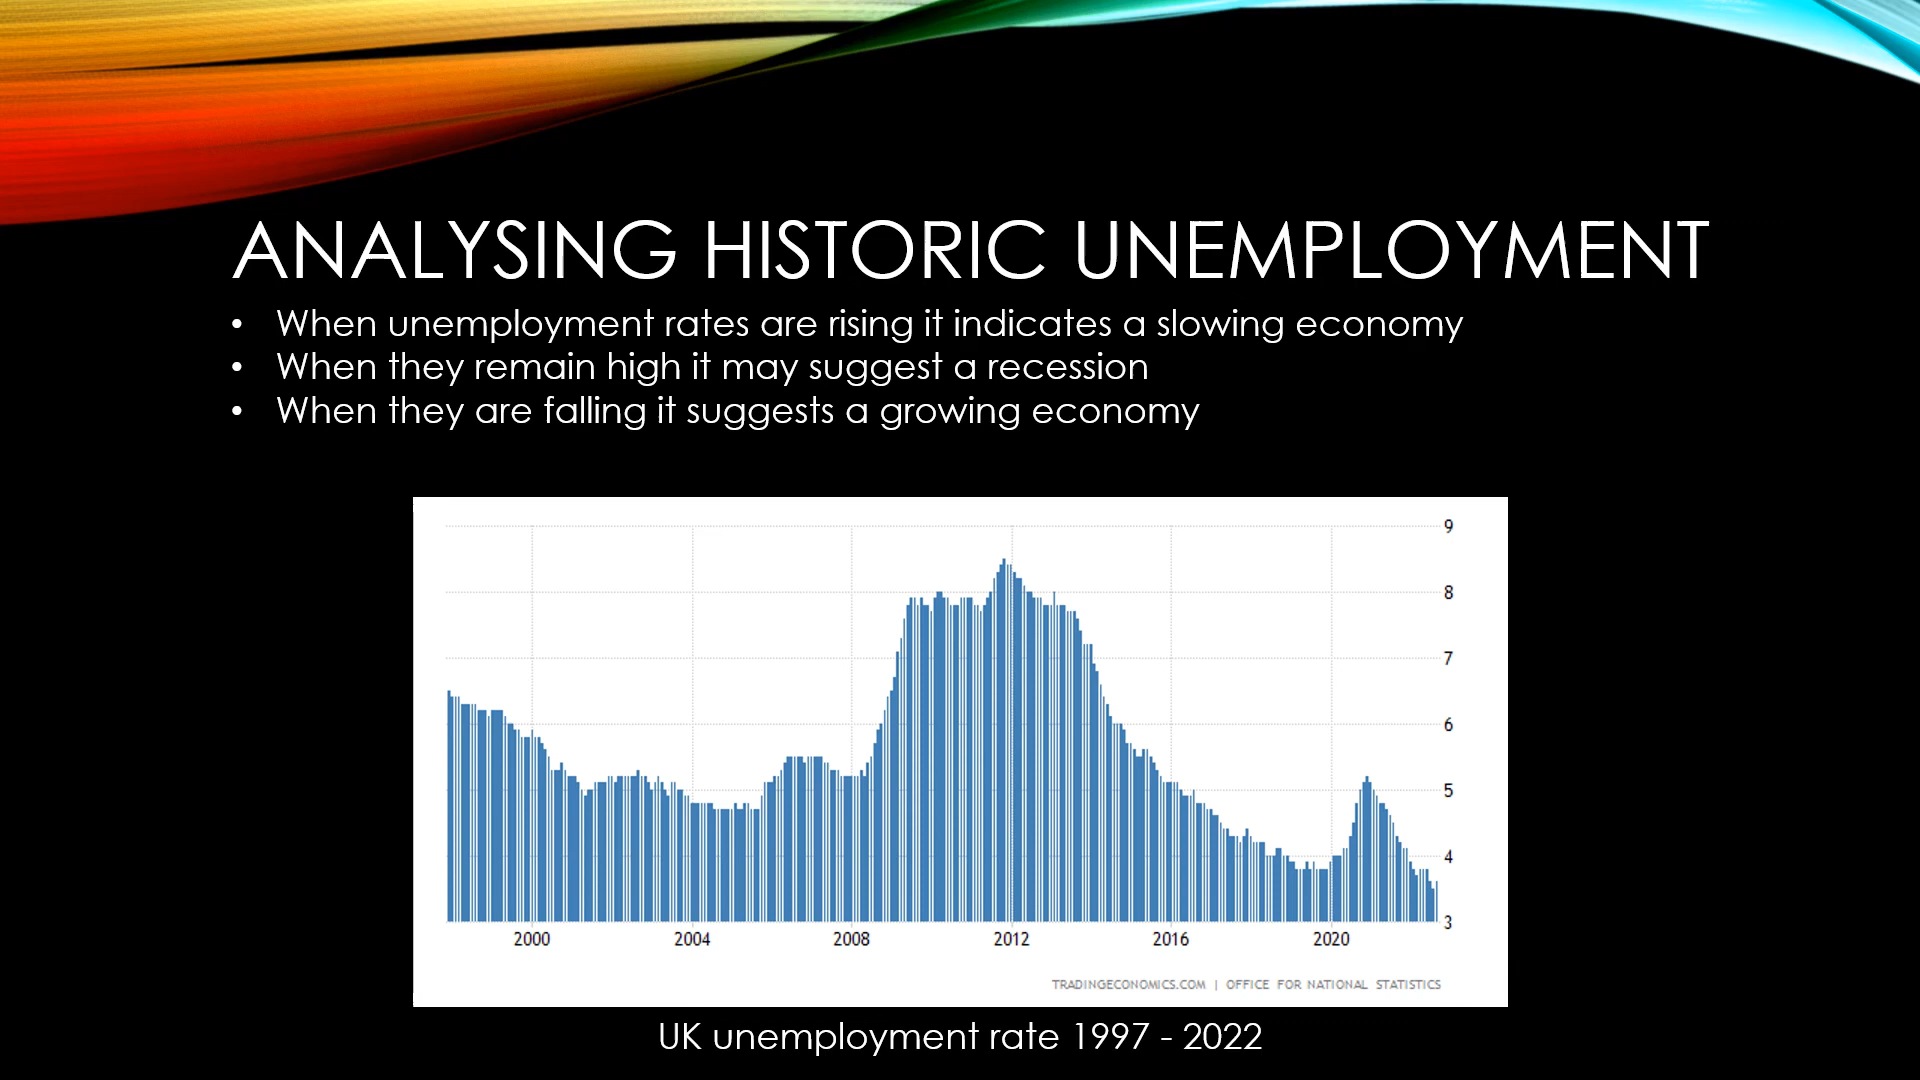 ANALYSING HISTORIC UNEMPLOYMENT
• When unemployment rates are rising it indicates a slowing economy
• When they remain high it may suggest a recession
• When they are falling it suggests a growing economy
9
8
7
6
5
4
3
2000 2004 2008 2012 2016 2020
TRADINGECONOMICS.COM | OFFICE FOR NATIONAL STATISTICS
UK unemployment rate 1997 - 2022